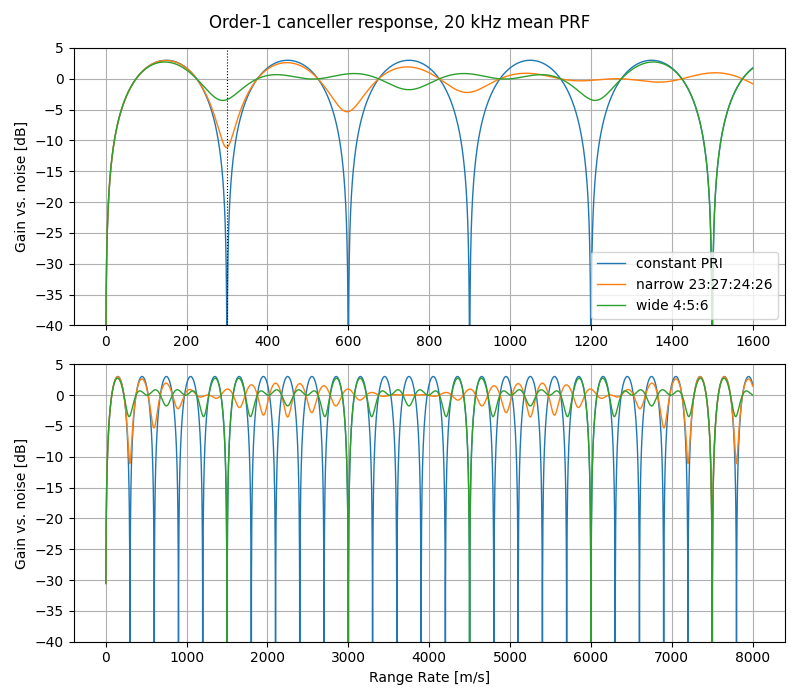 Order-1 canceller response, 20 kHz mean PRF
Gain vs. noise [dB]
5
0
−5
−10
−15
−20
−25
−30
−35
−40
constant PRI
narrow 23:27:24:26
wide 4:5:6
0 200 400 600 800 1000 1200 1400 1600
Gain vs. noise [dB]
5
0
−5
−10
−15
−20
−25
−30
−35
−40
0 1000 2000 3000 4000 5000 6000 7000 8000
Range Rate [m/s]